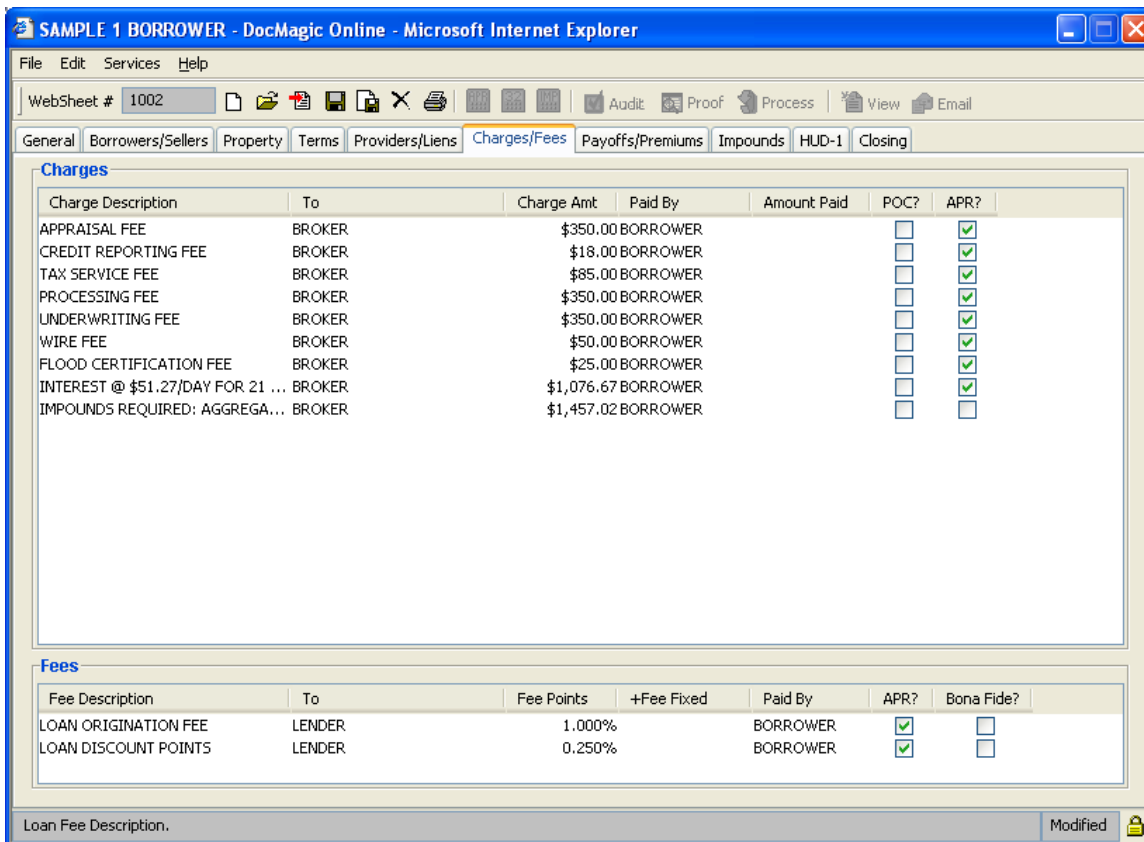 SAMPLE 1 BORROWER - DocMagic Online - Microsoft Internet Explorer
File Edit Services Help
WebSheet # 1002 Audit Proof Process View Email
General Borrowers/Sellers Property Terms Providers/Liens Charges/Fees Payoffs/Premiums Impounds HUD-1 Closing
Charges
Charge Description To Charge Amt Paid By Amount Paid POC? APR?
APPRAISAL FEE BROKER $350.00 BORROWER
CREDIT REPORTING FEE BROKER $18.00 BORROWER
TAX SERVICE FEE BROKER $85.00 BORROWER
PROCESSING FEE BROKER $350.00 BORROWER
UNDERWRITING FEE BROKER $350.00 BORROWER
WIRE FEE BROKER $50.00 BORROWER
FLOOD CERTIFICATION FEE BROKER $25.00 BORROWER
INTEREST @ $51.27/DAY FOR 21 ... BROKER $1,076.67 BORROWER
IMPOUNDS REQUIRED: AGGREGA... BROKER $1,457.02 BORROWER
Fees
Fee Description To Fee Points +Fee Fixed Paid By APR? Bona Fide?
LOAN ORIGINATION FEE LENDER 1.000% BORROWER
LOAN DISCOUNT POINTS LENDER 0.250% BORROWER
Loan Fee Description. Modified